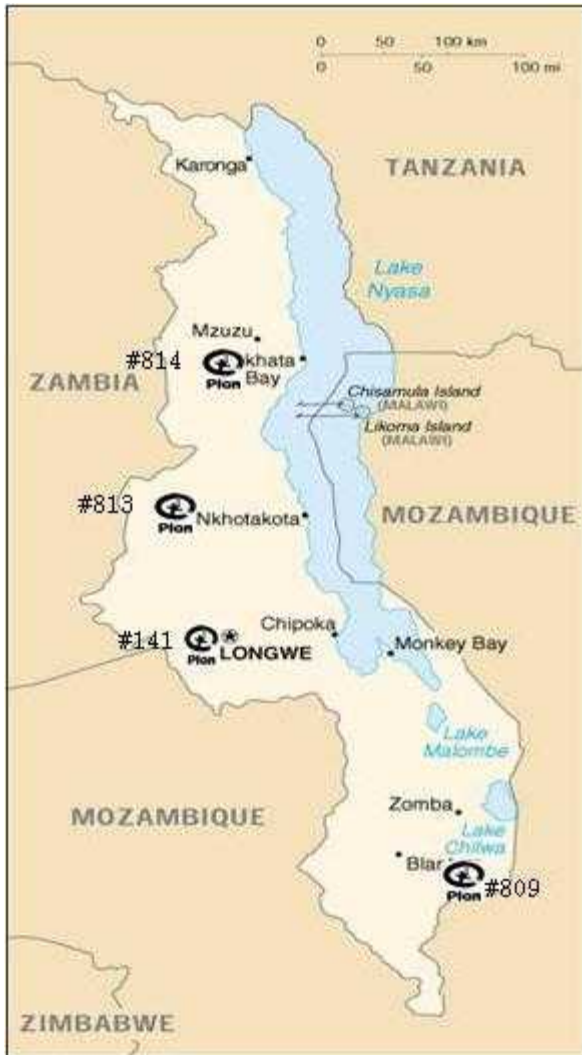 0 50 100 km
0 50 100 mi
Karonga
TANZANIA
Lake
Nyasa
Mzuzu
#814
Plan
khata
Bay
ZAMBIA
Chisamula Island
(MALAWI)
Likoma Island
(MALAWI)
#813
Plan
Nkhotakota
MOZAMBIQUE
#141
Plan
LONGWE
Chipoka
Monkey Bay
Lake
Malombe
MOZAMBIQUE
Zomba
Lake
Chilwa
Blar
Plan
#809
ZIMBABWE